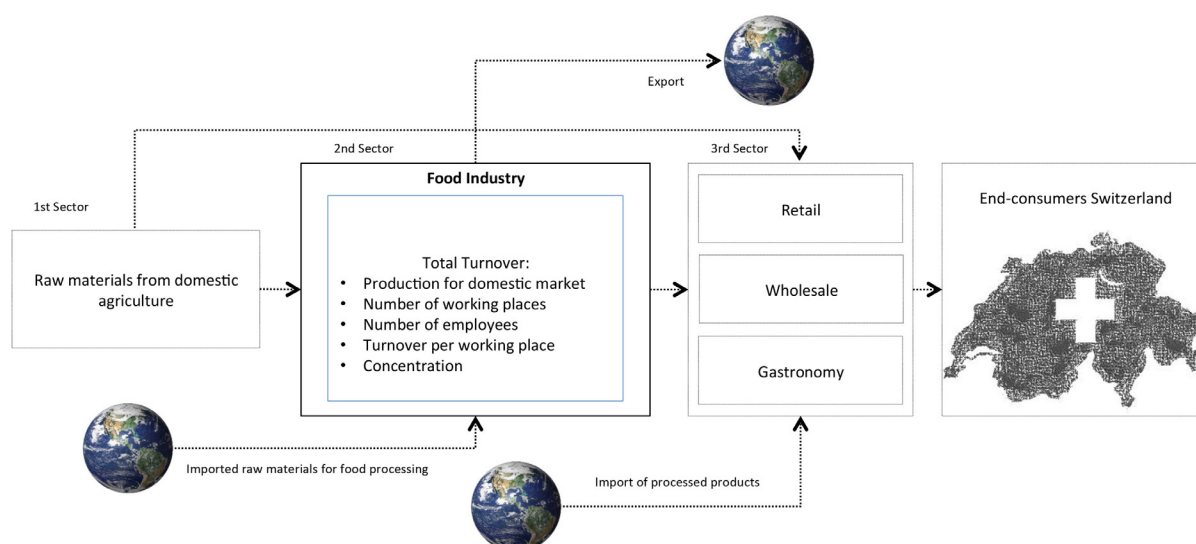 Export
2nd Sector
3rd Sector
Food Industry
1st Sector
Raw materials from domestic
agriculture
Total Turnover:
• Production for domestic market
• Number of working places
• Number of employees
• Turnover per working place
• Concentration
Retail
Wholesale
Gastronomy
End-consumers Switzerland
Imported raw materials for food processing
Import of processed products